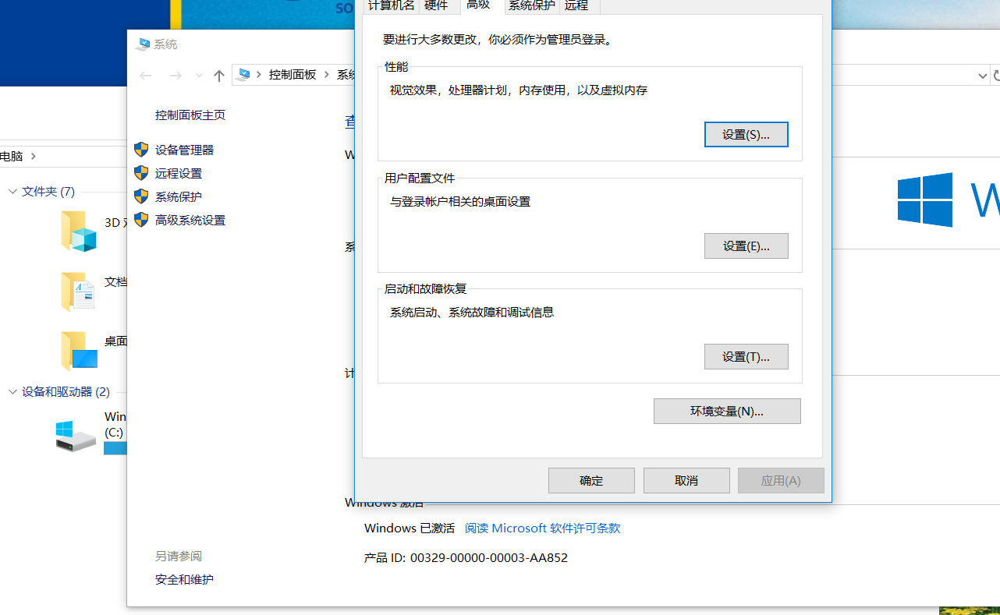 SO
计算机名 硬件 高级 系统保护 远程
系统
要进行大多数更改，你必须作为管理员登录。
性能
控制面板
视觉效果，处理器计划，内存使用，以及虚拟内存
控制面板主页
设置(S)...
设备管理器
电脑
远程设置
用户配置文件
文件夹 (7)
系统保护
与登录帐户相关的桌面设置
高级系统设置
3D
设置(E)...
文档
启动和故障恢复
系统启动、系统故障和调试信息
桌面
设置(T)...
设备和驱动器 (2)
环境变量(N)...
Win
(C:)
确定 取消 应用(A)
Windows 激活
Windows 已激活 阅读 Microsoft 软件许可条款
产品 ID: 00329-00000-00003-AA852
另请参阅
安全和维护